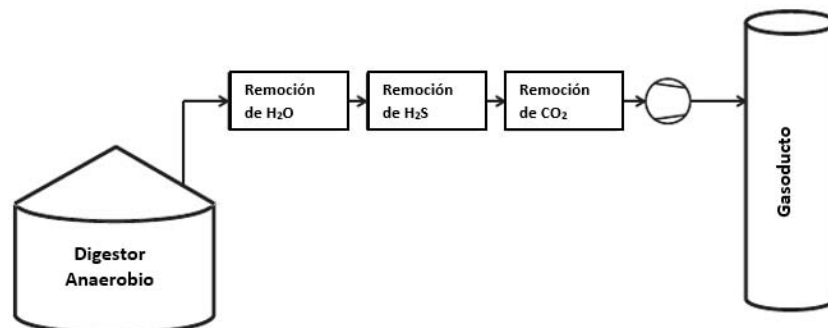 Remoción
de H₂O
Remoción
de H₂S
Remoción
de CO₂
Gasoducto
Digestor
Anaerobio